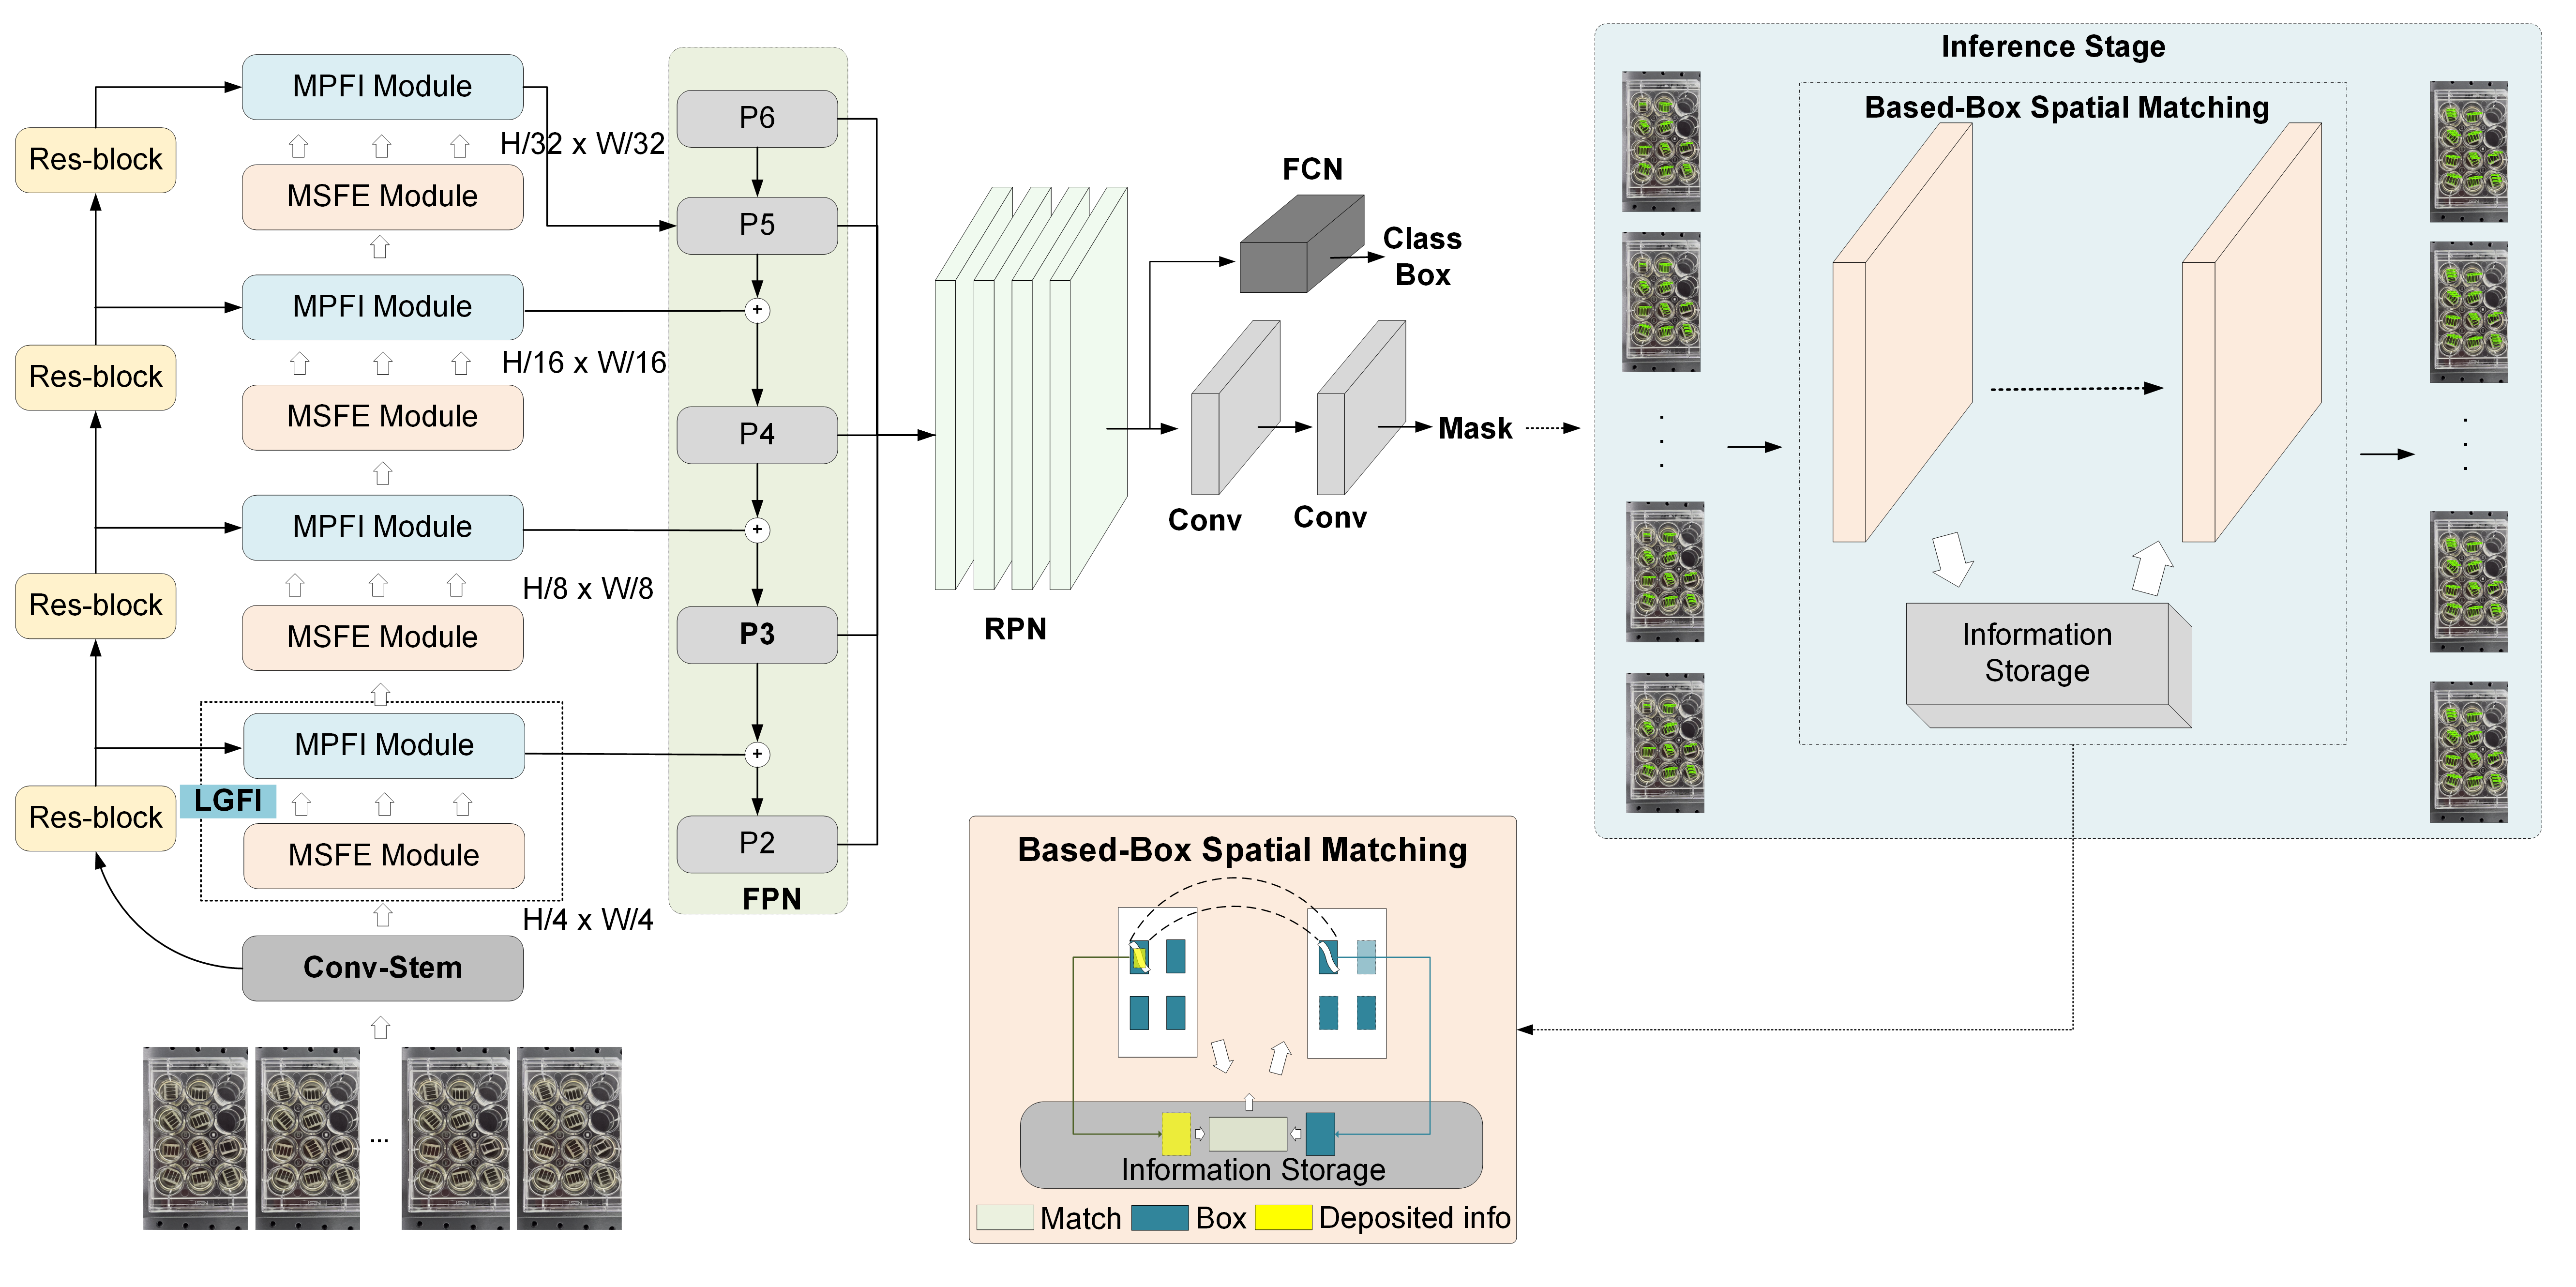 MPFI Module
H/32 x W/32
Res-block
MSFE Module
MPFI Module
H/16 x W/16
Res-block
MSFE Module
MPFI Module
H/8 x W/8
Res-block
MSFE Module
MPFI Module
LGFI
Res-block
MSFE Module
H/4 x W/4
Conv-Stem
...
P6
P5
+
P4
+
P3
+
P2
FPN
RPN
FCN
Class
Box
Conv
Conv
Mask
Inference Stage
Based-Box Spatial Matching
Information
Storage
Based-Box Spatial Matching
Information Storage
Match
Box
Deposited info